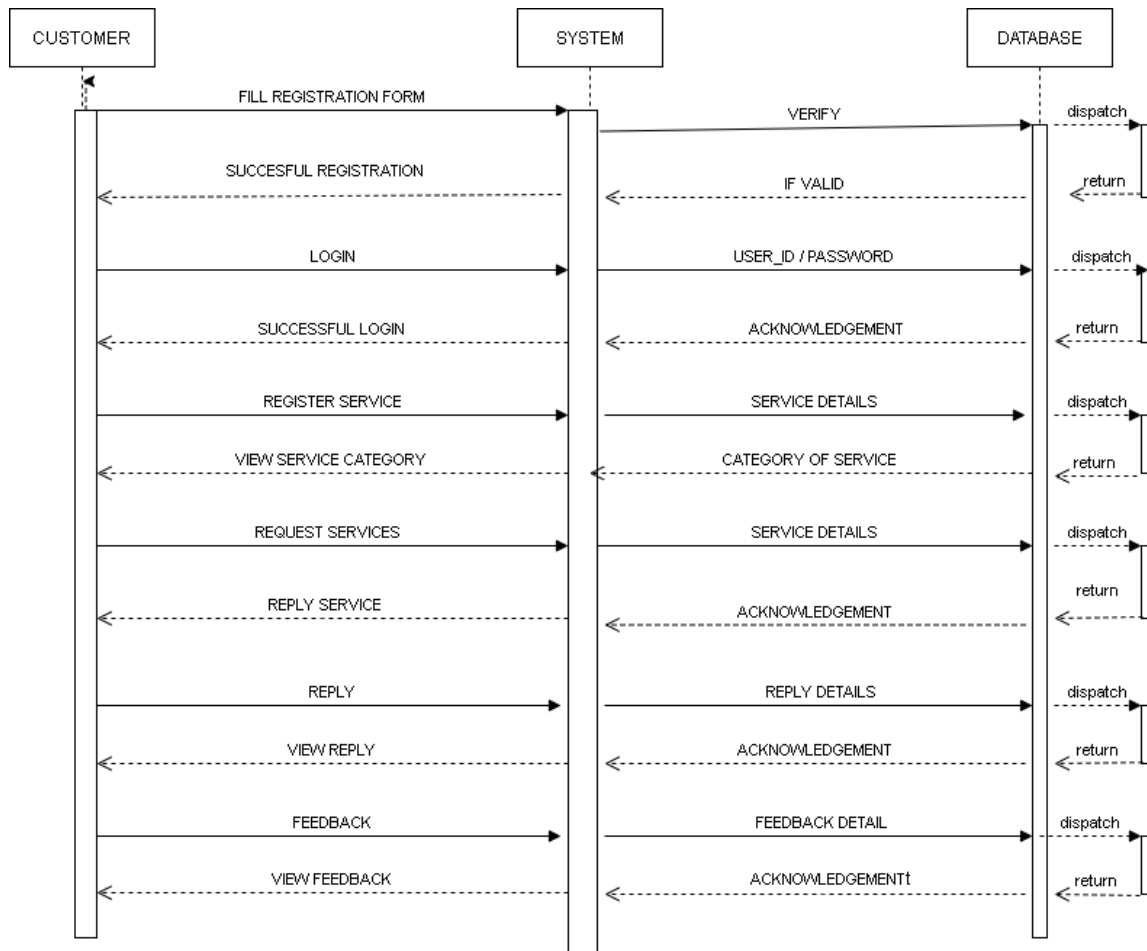 CUSTOMER
SYSTEM
DATABASE
FILL REGISTRATION FORM
VERIFY
dispatch
SUCCESFUL REGISTRATION
IF VALID
return
LOGIN
USER_ID / PASSWORD
dispatch
SUCCESSFUL LOGIN
ACKNOWLEDGEMENT
return
REGISTER SERVICE
SERVICE DETAILS
dispatch
VIEW SERVICE CATEGORY
CATEGORY OF SERVICE
return
REQUEST SERVICES
SERVICE DETAILS
dispatch
REPLY SERVICE
ACKNOWLEDGEMENT
return
REPLY
REPLY DETAILS
dispatch
VIEW REPLY
ACKNOWLEDGEMENT
return
FEEDBACK
FEEDBACK DETAIL
dispatch
VIEW FEEDBACK
ACKNOWLEDGEMENTt
return